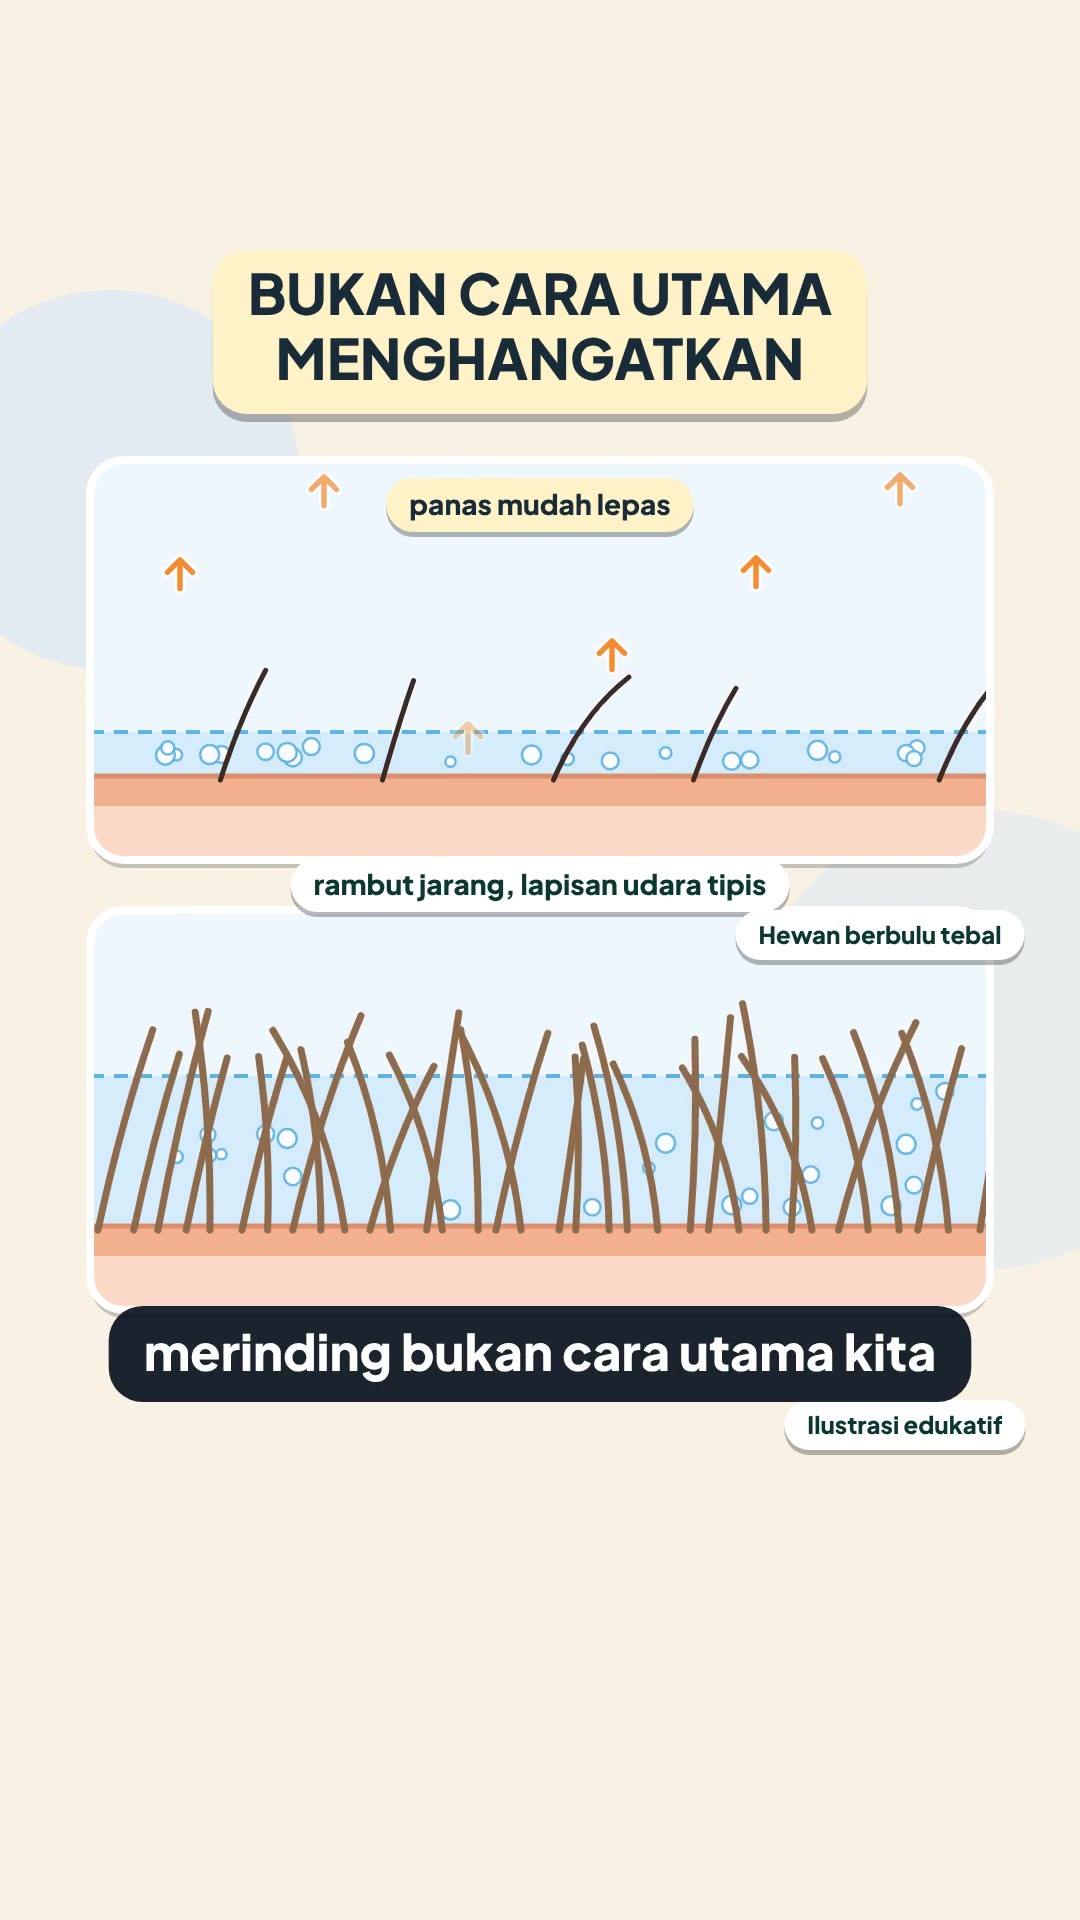 BUKAN CARA UTAMA
MENGHANGATKAN
panas mudah lepas
rambut jarang, lapisan udara tipis
Hewan berbulu tebal
merinding bukan cara utama kita
Ilustrasi edukatif